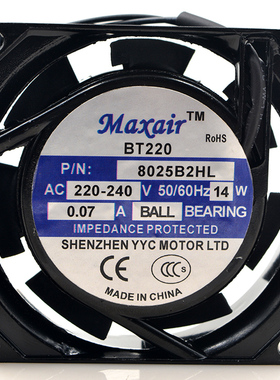 Maxair™
BT220
RoHS
P/N: 8025B2HL
AC 220-240 V 50/60Hz 14 W
0.07 A BALL BEARING
IMPEDANCE PROTECTED
SHENZHEN YYC MOTOR LTD
CE CCC
MADE IN CHINA